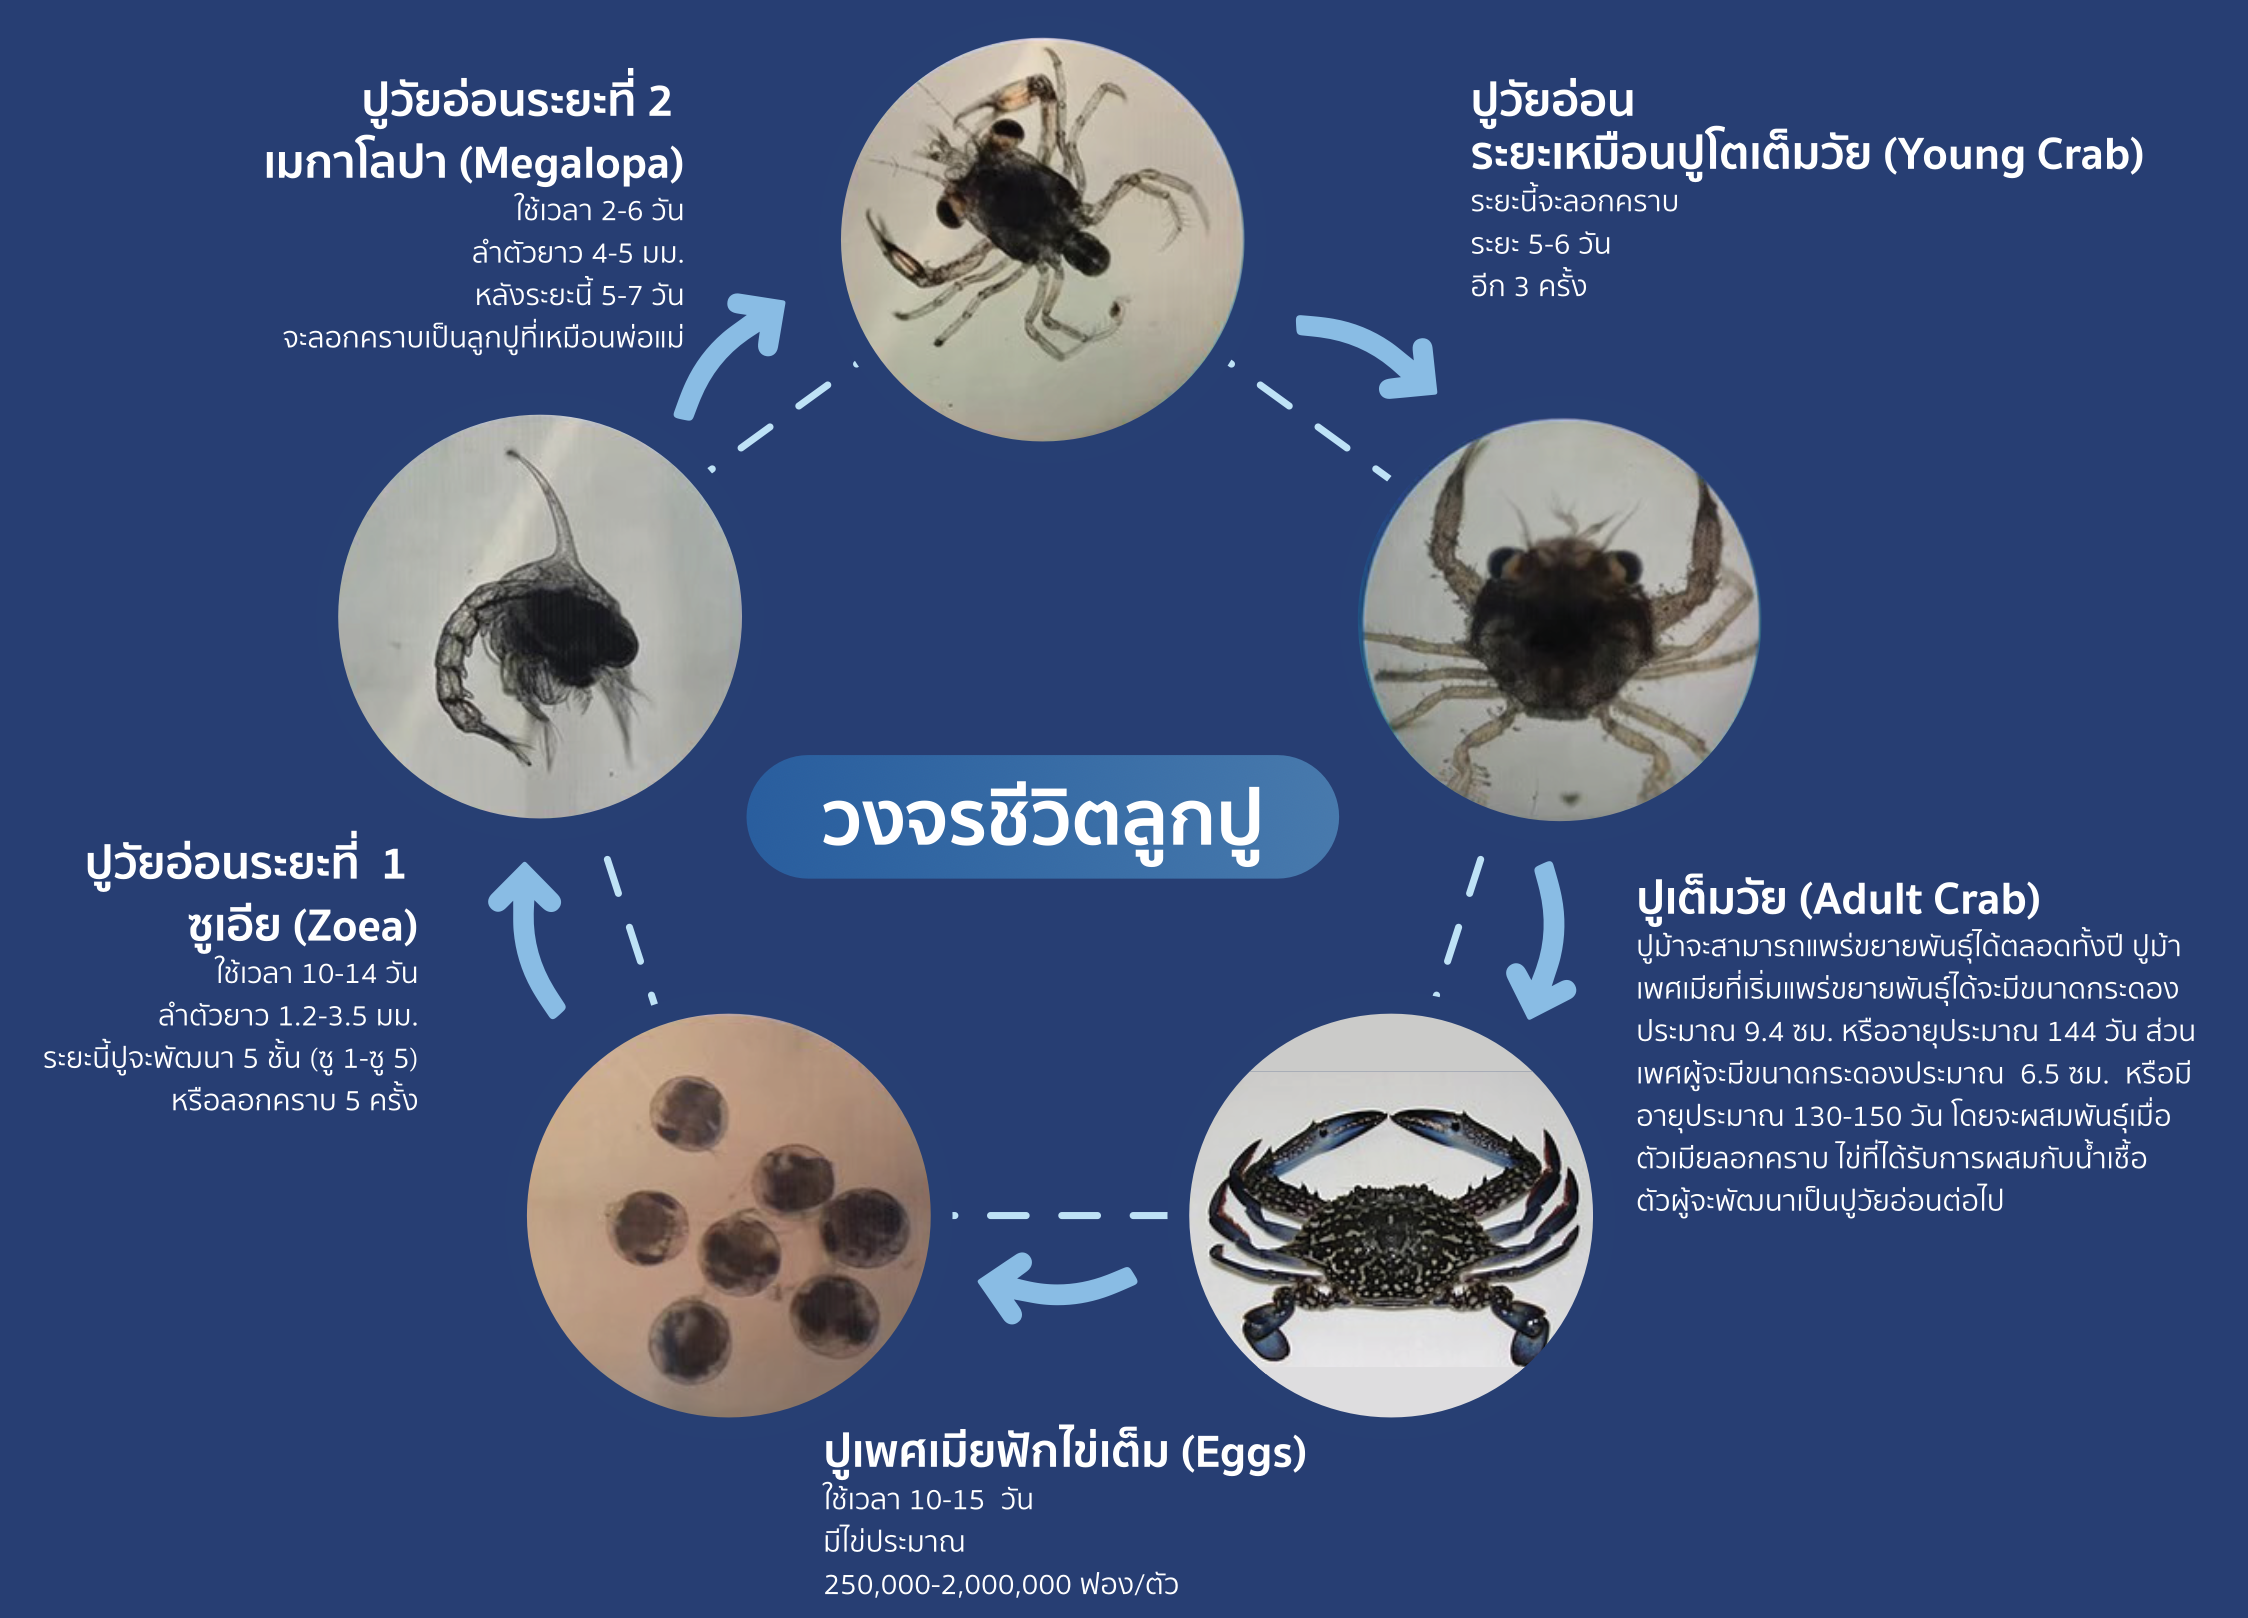 ปูวัยอ่อนระยะที่ 2
เมกาโลปา (Megalopa)
ใช้เวลา 2-6 วัน
ลำตัวยาว 4-5 มม.
หลังระยะนี้ 5-7 วัน
จะลอกคราบเป็นลูกปูที่เหมือนพ่อแม่
ปูวัยอ่อน
ระยะเหมือนปูโตเต็มวัย (Young Crab)
ระยะนี้จะลอกคราบ
ระยะ 5-6 วัน
อีก 3 ครั้ง
วงจรชีวิตลูกปู
ปูวัยอ่อนระยะที่ 1
ซูเอีย (Zoea)
ใช้เวลา 10-14 วัน
ลำตัวยาว 1.2-3.5 มม.
ระยะนี้ปูจะพัฒนา 5 ชั้น (ซู 1-ซู 5)
หรือลอกคราบ 5 ครั้ง
ปูเต็มวัย (Adult Crab)
ปูม้าจะสามารถแพร่ขยายพันธุ์ได้ตลอดทั้งปี ปูม้า
เพศเมียที่เริ่มแพร่ขยายพันธุ์ได้จะมีขนาดกระดอง
ประมาณ 9.4 ซม. หรืออายุประมาณ 144 วัน ส่วน
เพศผู้จะมีขนาดกระดองประมาณ 6.5 ซม. หรือมี
อายุประมาณ 130-150 วัน โดยจะผสมพันธุ์เมื่อ
ตัวเมียลอกคราบ ไข่ที่ได้รับการผสมกับน้ำเชื้อ
ตัวผู้จะพัฒนาเป็นปูวัยอ่อนต่อไป
ปูเพศเมียฟักไข่เต็ม (Eggs)
ใช้เวลา 10-15 วัน
มีไข่ประมาณ
250,000-2,000,000 ฟอง/ตัว